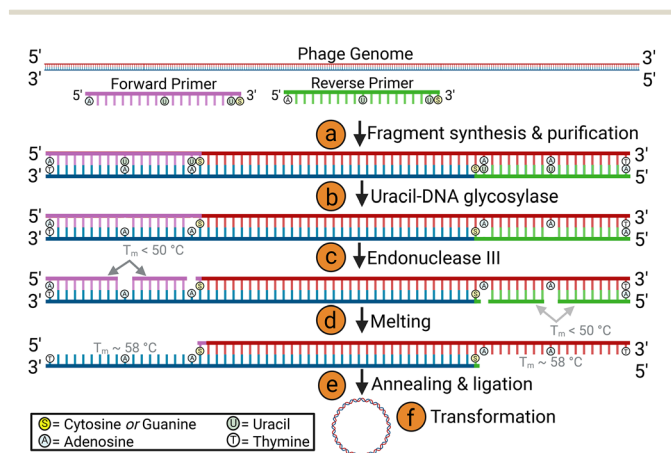 Phage Genome
5' 3'
3' 5'
Forward Primer Reverse Primer
5' A U U S 3' 5' A U U S 3'
a Fragment synthesis & purification
5' A U U S S A A T 3'
3' T A A U U A 5'
b Uracil-DNA glycosylase
5' A S A A T 3'
3' T A A S A 5'
Tm < 50 °C
c Endonuclease III
5' A S A A T 3'
3' T A A S A 5'
d Melting
Tm < 50 °C
5' Tm ~ 58 °C S A A T 3'
3' T A A S Tm ~ 58 °C 5'
e Annealing & ligation
f Transformation
S = Cytosine or Guanine U = Uracil
A = Adenosine T = Thymine